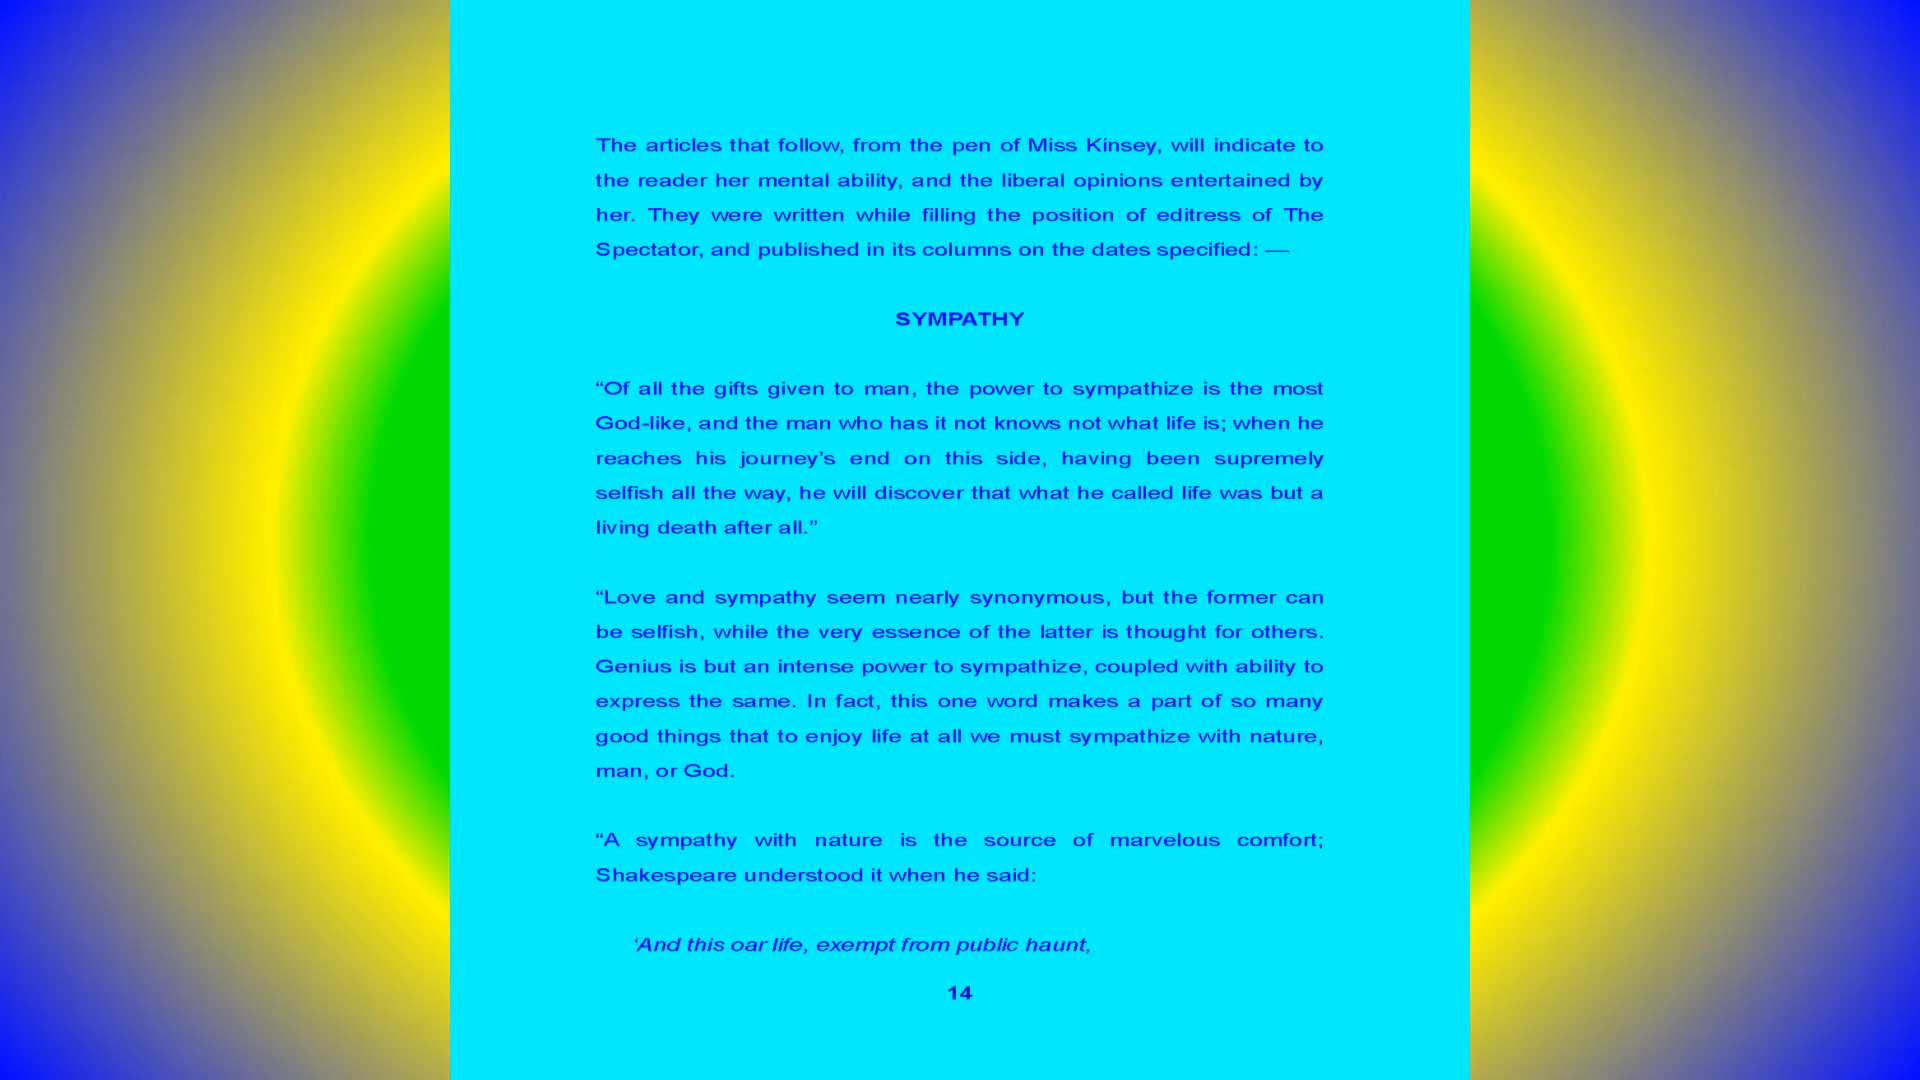 The articles that follow, from the pen of Miss Kinsey, will indicate to
the reader her mental ability, and the liberal opinions entertained by
her. They were written while filling the position of editress of The
Spectator, and published in its columns on the dates specified: —
SYMPATHY
“Of all the gifts given to man, the power to sympathize is the most
God-like, and the man who has it not knows not what life is; when he
reaches his journey’s end on this side, having been supremely
selfish all the way, he will discover that what he called life was but a
living death after all.”
“Love and sympathy seem nearly synonymous, but the former can
be selfish, while the very essence of the latter is thought for others.
Genius is but an intense power to sympathize, coupled with ability to
express the same. In fact, this one word makes a part of so many
good things that to enjoy life at all we must sympathize with nature,
man, or God.
“A sympathy with nature is the source of marvelous comfort;
Shakespeare understood it when he said:
‘And this oar life, exempt from public haunt,
14